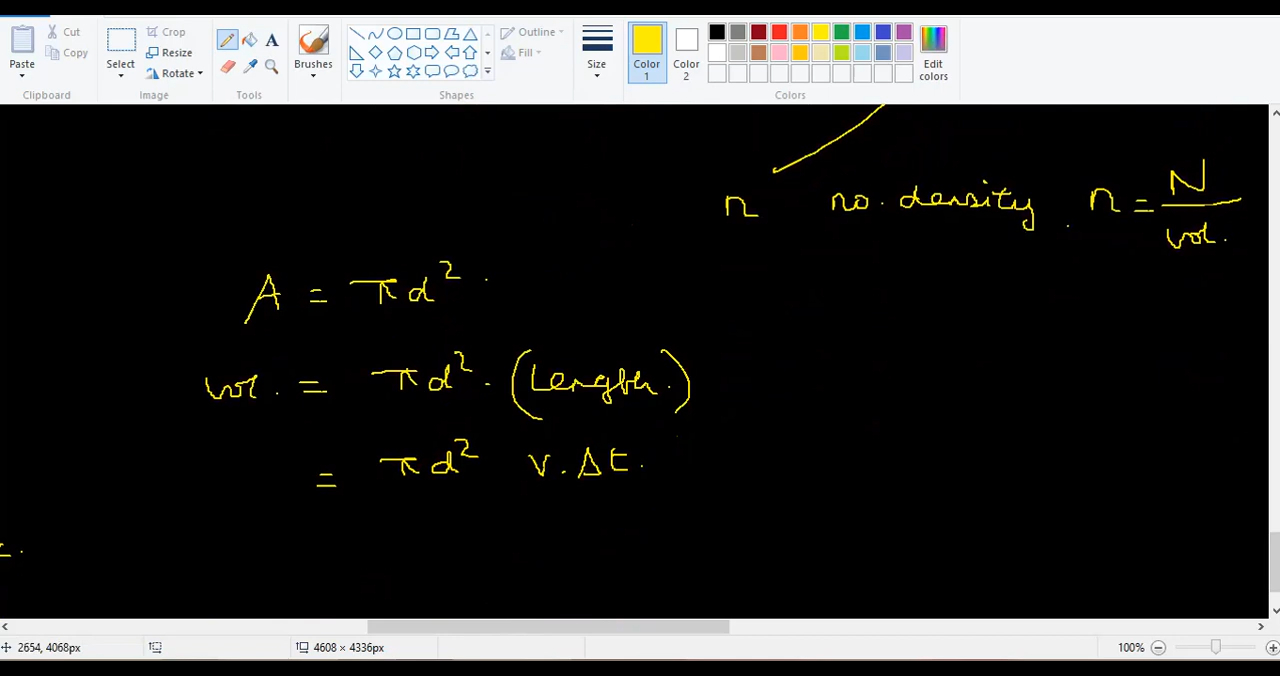 Cut
Copy
Paste
Clipboard
Select
Crop
Resize
Rotate
Image
A
Tools
Brushes
Outline
Fill
Shapes
Size
Color 1
Color 2
Edit colors
Colors
n no. density n = N / vol.
A = πd²
vol. = πd² · (Length.)
= πd² v.Δt.
2654, 4068px
4608 × 4336px
100%